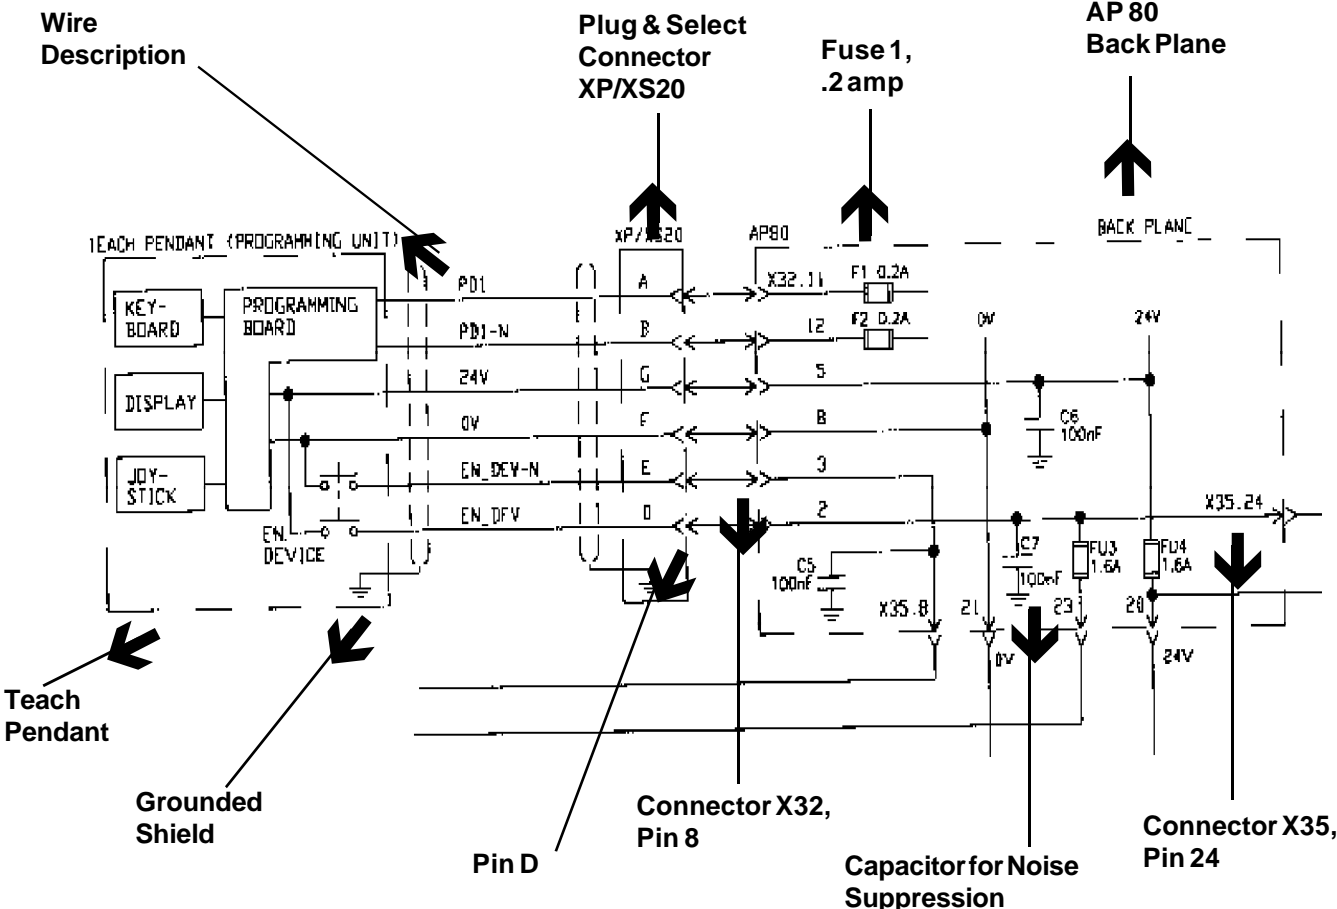 Wire
Description
Plug & Select
Connector
XP/XS20
Fuse 1,
.2 amp
AP 80
Back Plane
TEACH PENDANT (PROGRAMMING UNIT)
XP/XS20
AP80
BACK PLANE
KEY-
BOARD
PROGRAMMING
BOARD
DISPLAY
JOY-
STICK
EN.
DEVICE
PD1
A
X32.11
F1 0.2A
PD1-N
B
12
F2 0.2A
0V
24V
24V
G
5
0V
F
8
C6
100nF
EN_DEV-N
E
3
EN_DEV
D
2
X35.24
C5
100nF
C7
100nF
FU3
1.6A
FU4
1.6A
X35.8
21
23
20
0V
24V
Teach
Pendant
Grounded
Shield
Pin D
Connector X32,
Pin 8
Capacitor for Noise
Suppression
Connector X35,
Pin 24